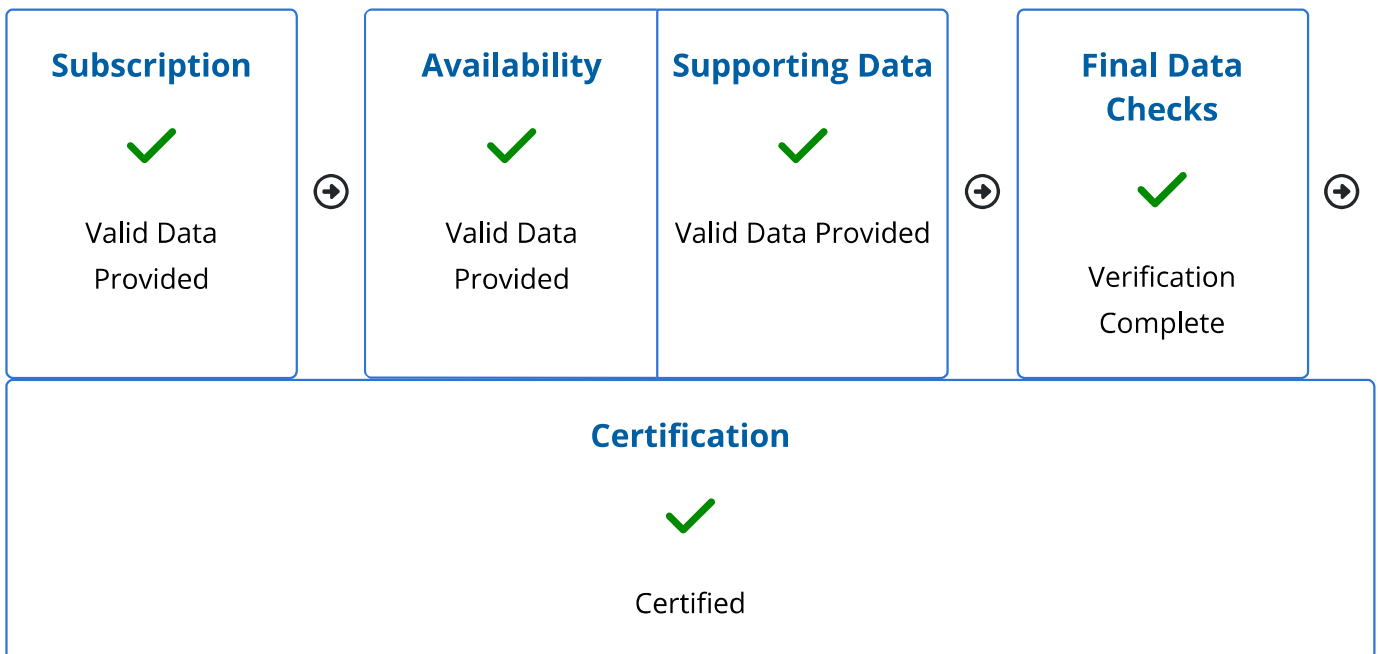 Subscription
Valid Data
Provided
Availability
Valid Data
Provided
Supporting Data
Valid Data Provided
Final Data
Checks
Verification
Complete
Certification
Certified